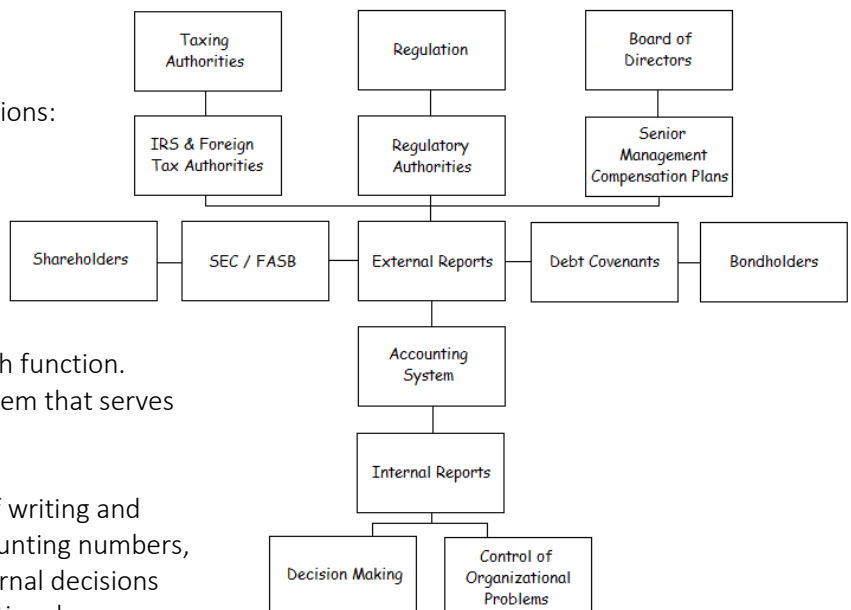 Taxing
Authorities
Regulation
Board of
Directors
ions:
IRS & Foreign
Tax Authorities
Regulatory
Authorities
Senior
Management
Compensation Plans
Shareholders
SEC / FASB
External Reports
Debt Covenants
Bondholders
h function.
em that serves
Accounting
System
Internal Reports
writing and
unting numbers,
rnal decisions
Decision Making
Control of
Organizational
Problems